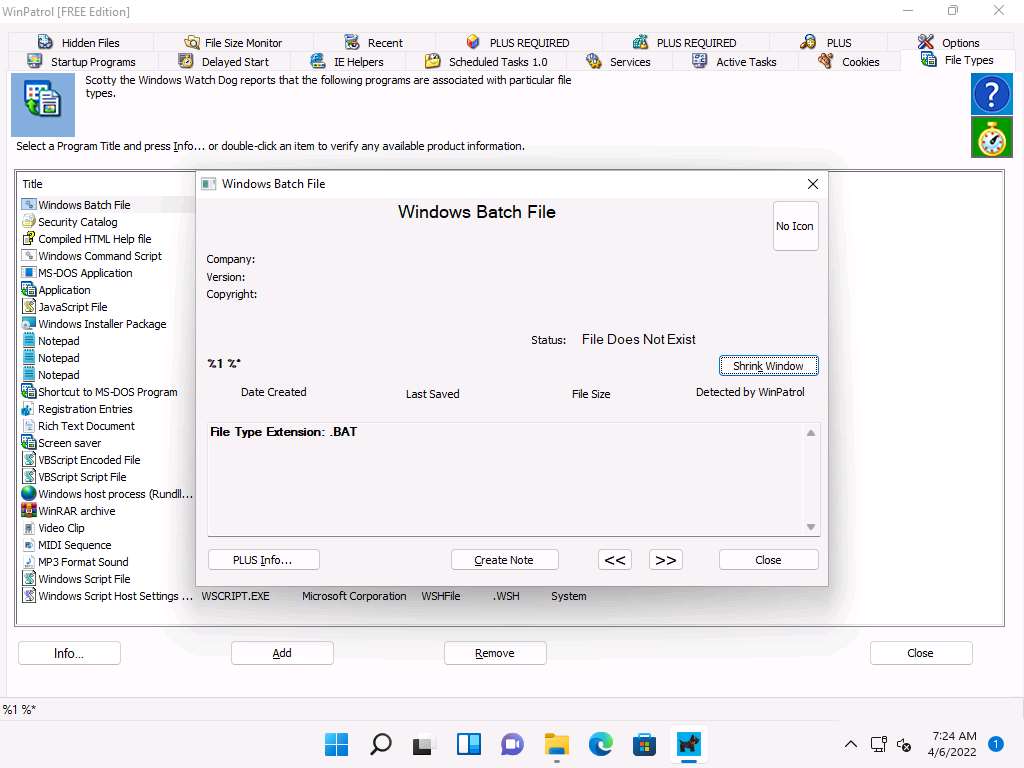 WinPatrol [FREE Edition]
Hidden Files
File Size Monitor
Recent
PLUS REQUIRED
PLUS REQUIRED
PLUS
Options
Startup Programs
Delayed Start
IE Helpers
Scheduled Tasks 1.0
Services
Active Tasks
Cookies
File Types
Scotty the Windows Watch Dog reports that the following programs are associated with particular file
types.
Select a Program Title and press Info... or double-click an item to verify any available product information.
Title
Windows Batch File
Security Catalog
Compiled HTML Help file
Windows Command Script
MS-DOS Application
Application
JavaScript File
Windows Installer Package
Notepad
Notepad
Notepad
Shortcut to MS-DOS Program
Registration Entries
Rich Text Document
Screen saver
VBScript Encoded File
VBScript Script File
Windows host process (Rundll...
WinRAR archive
Video Clip
MIDI Sequence
MP3 Format Sound
Windows Script File
Windows Script Host Settings ... WSCRIPT.EXE Microsoft Corporation WSHFile .WSH System
Windows Batch File
Windows Batch File
No Icon
Company:
Version:
Copyright:
Status: File Does Not Exist
%1 %*
Shrink Window
Date Created
Last Saved
File Size
Detected by WinPatrol
File Type Extension: .BAT
PLUS Info...
Create Note
<<
>>
Close
Info...
Add
Remove
Close
%1 %*
7:24 AM
4/6/2022
1